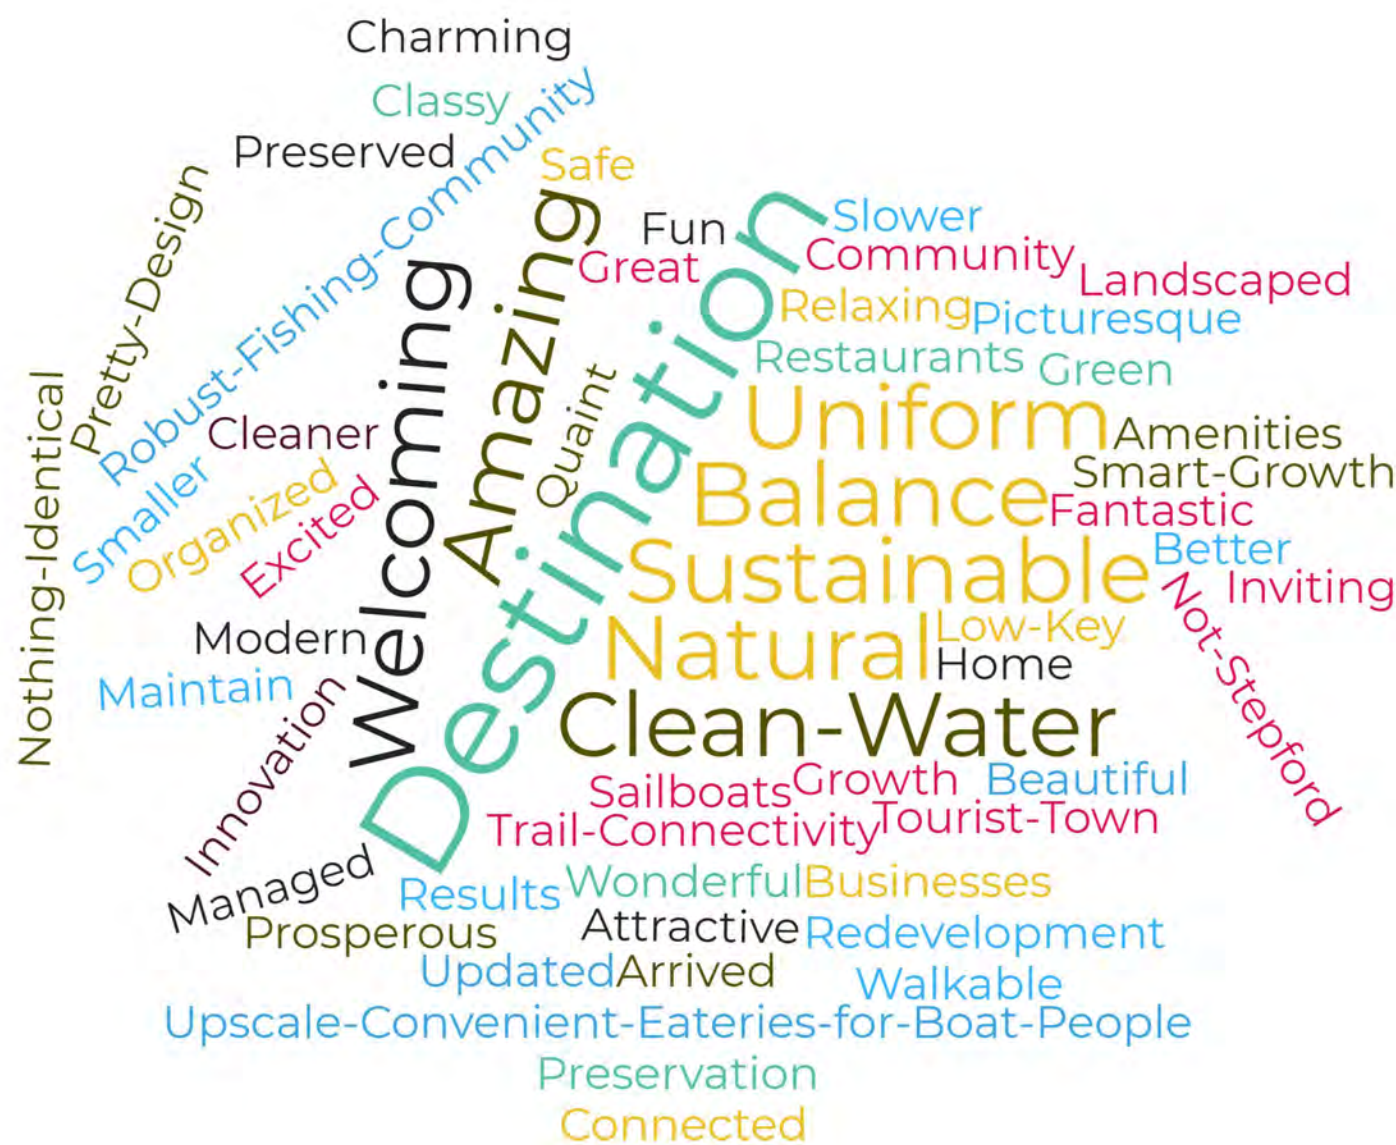 Charming
Classy
Preserved
Robust-Fishing-Community
Safe
Pretty-Design
Amazing
Fun
Great
Destination
Slower
Community
Landscaped
Relaxing
Picturesque
Restaurants
Green
Welcoming
Quaint
Nothing-Identical
Cleaner
Smaller
Organized
Excited
Uniform
Amenities
Balance
Smart-Growth
Fantastic
Sustainable
Better
Inviting
Not-Stepford
Natural
Low-Key
Home
Modern
Maintain
Innovation
Clean-Water
Sailboats
Growth
Beautiful
Trail-Connectivity
Tourist-Town
Managed
Results
Wonderful
Businesses
Prosperous
Attractive
Redevelopment
Updated
Arrived
Walkable
Upscale-Convenient-Eateries-for-Boat-People
Preservation
Connected